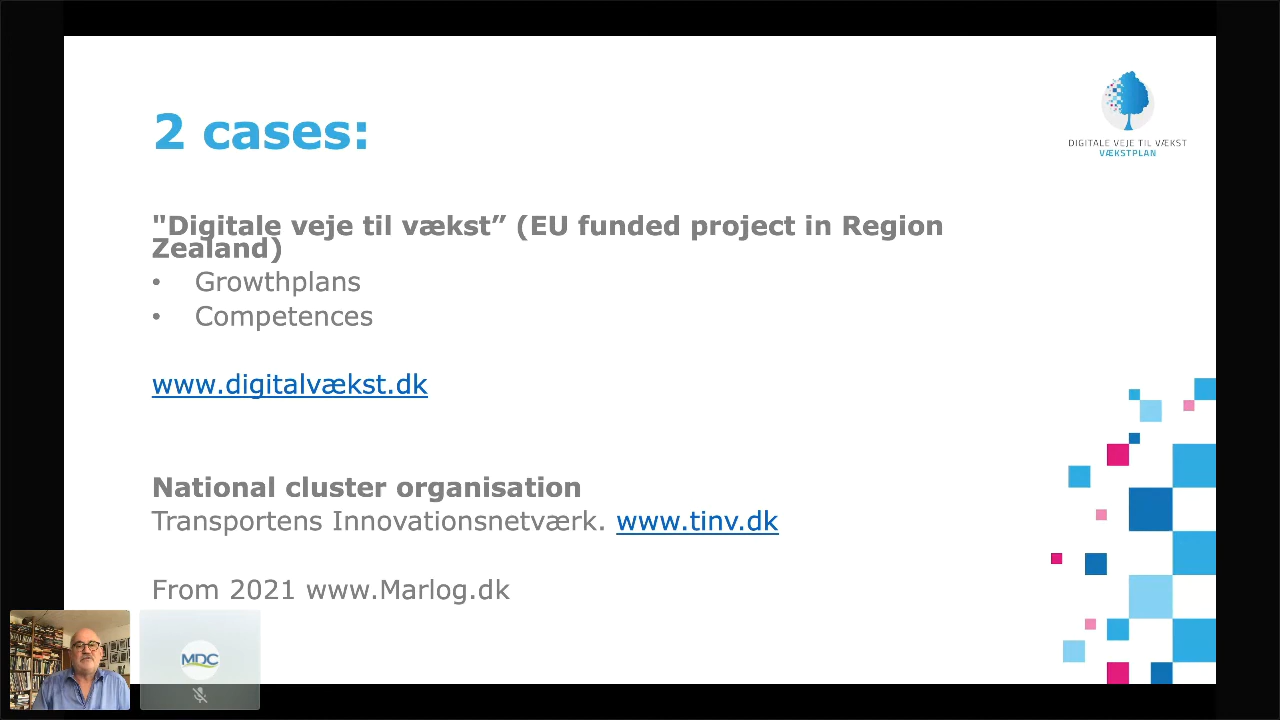 2 cases:
DIGITALE VEJE TIL VÆKST
VÆKSTPLAN
"Digitale veje til vækst” (EU funded project in Region
Zealand)
• Growthplans
• Competences
www.digitalvækst.dk
National cluster organisation
Transportens Innovationsnetværk. www.tinv.dk
From 2021 www.Marlog.dk
MDC